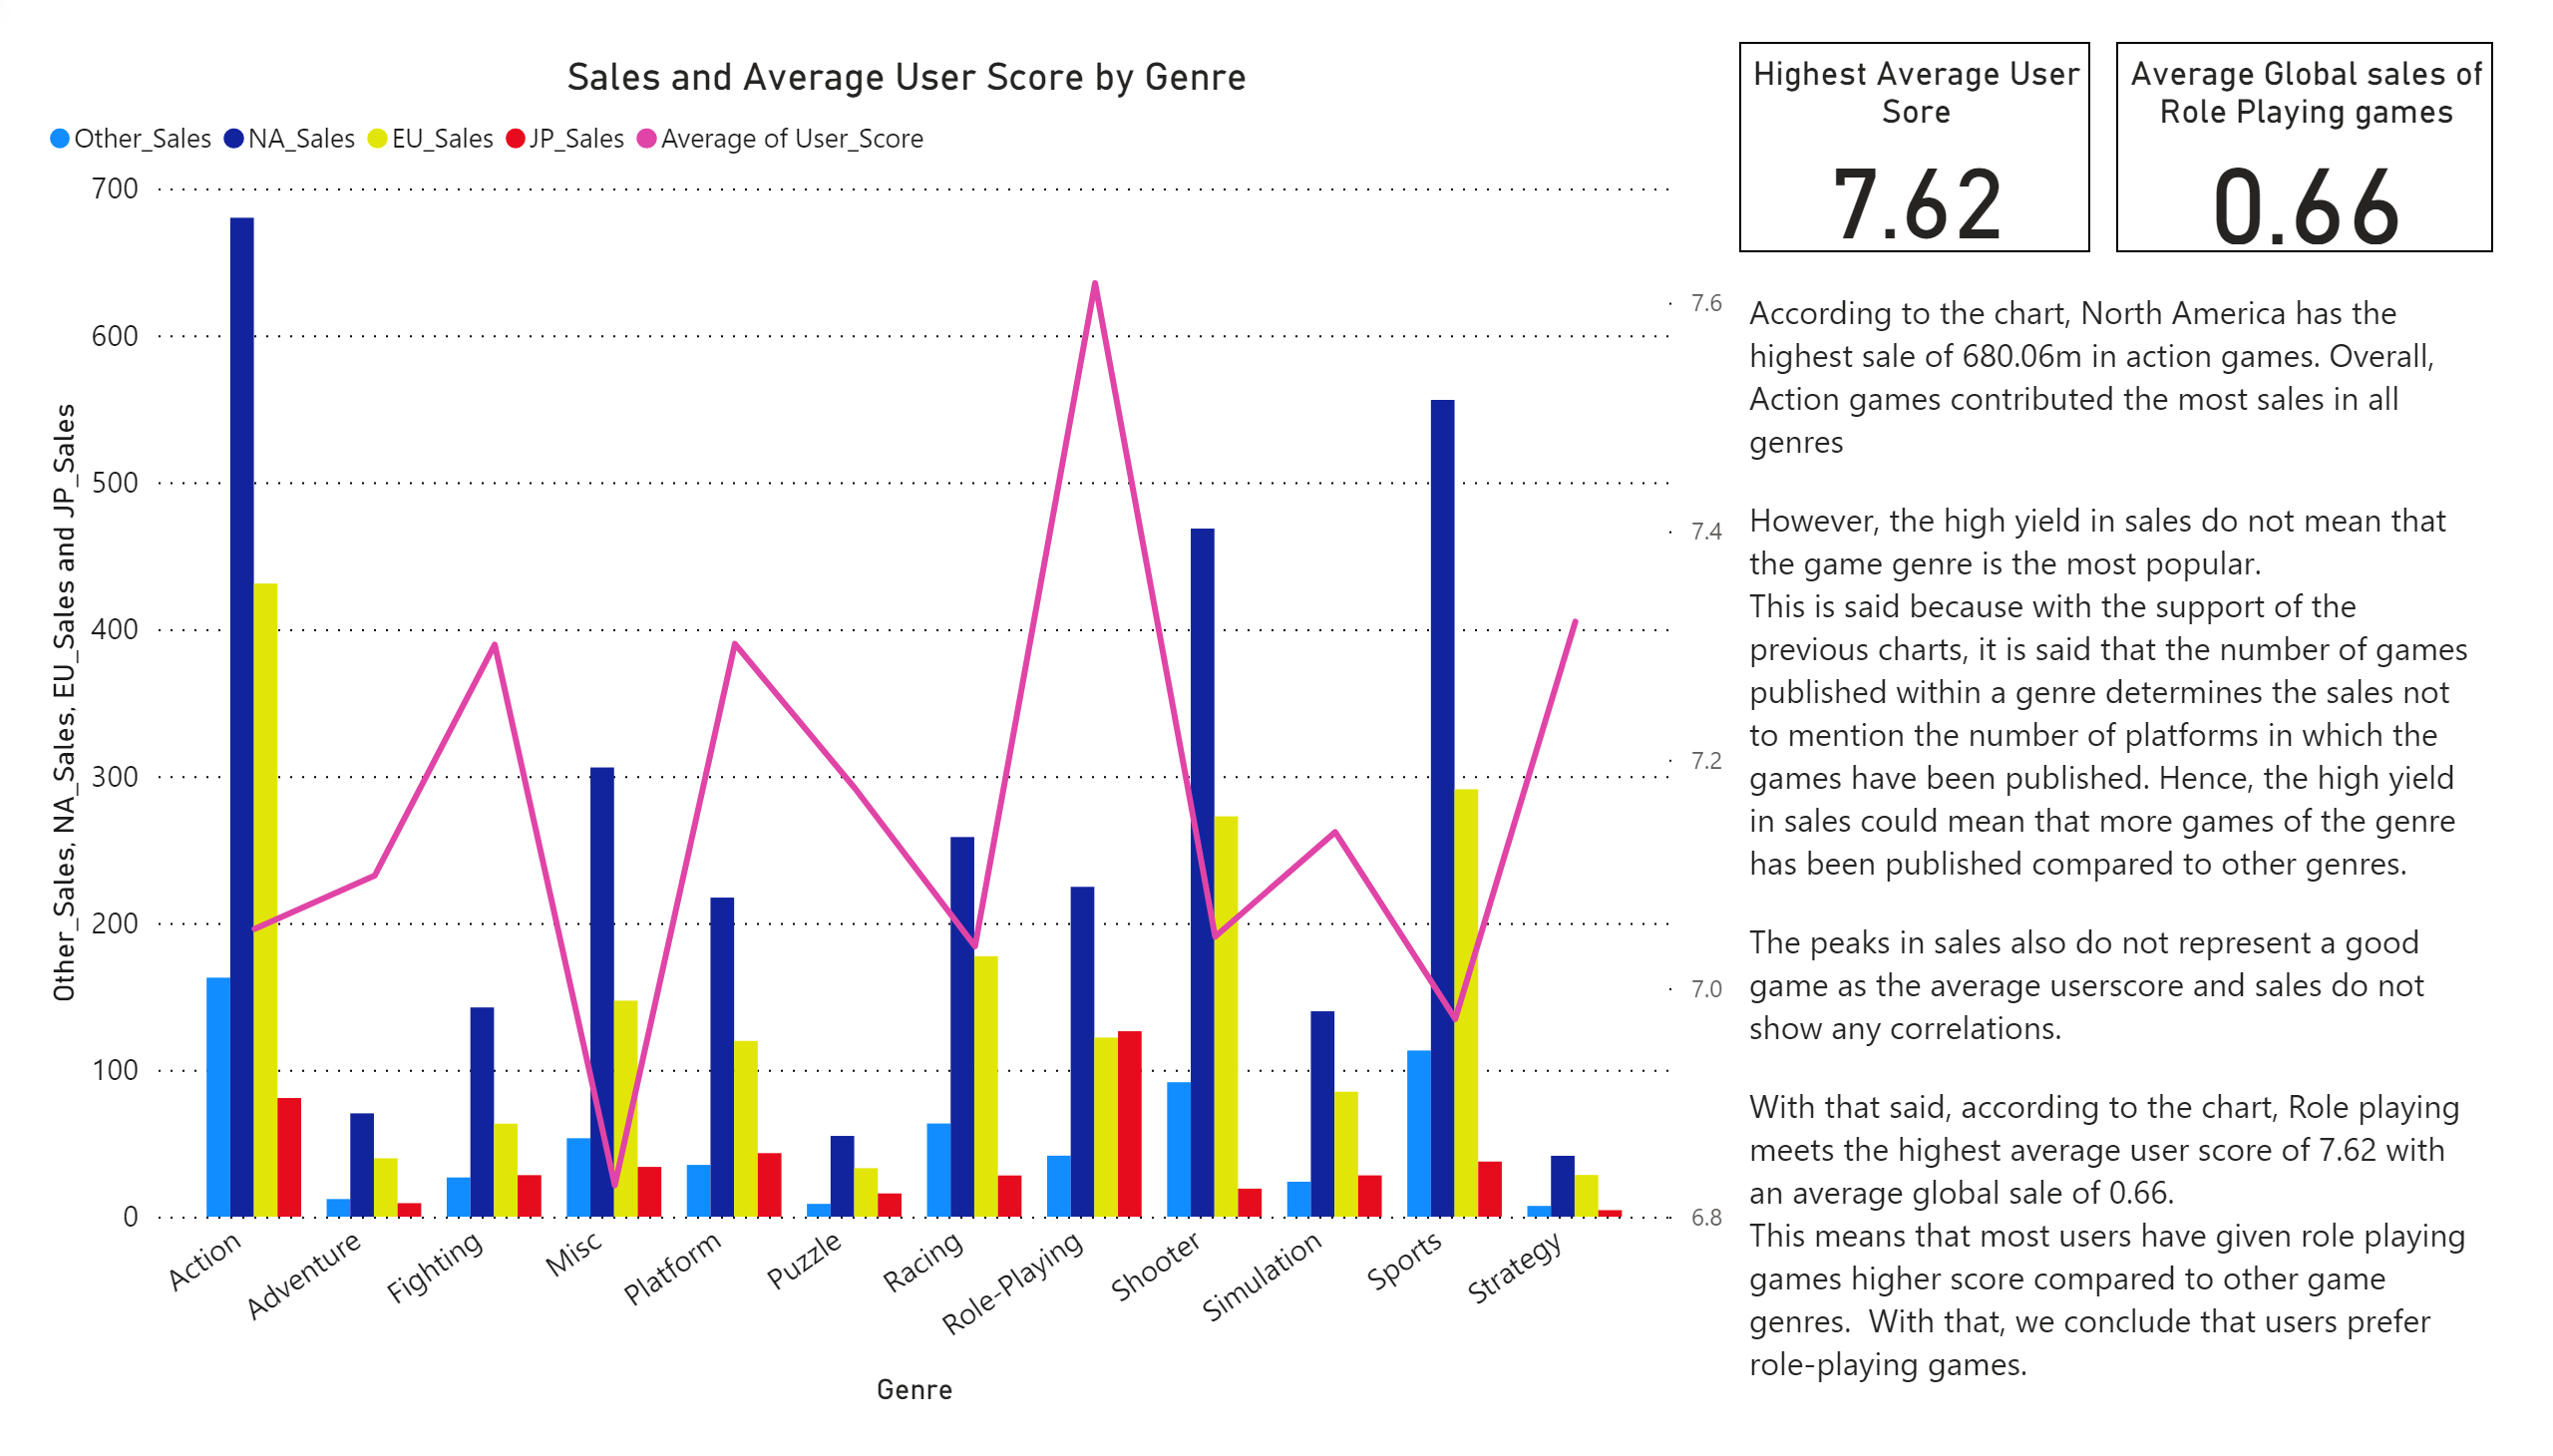 Sales and Average User Score by Genre
Other_Sales NA_Sales EU_Sales JP_Sales Average of User_Score
Other_Sales, NA_Sales, EU_Sales and JP_Sales
700
600
500
400
300
200
100
0
7.6
7.4
7.2
7.0
6.8
Action
Adventure
Fighting
Misc
Platform
Puzzle
Racing
Role-Playing
Shooter
Simulation
Sports
Strategy
Genre
Highest Average User
Sore
7.62
Average Global sales of
Role Playing games
0.66
According to the chart, North America has the
highest sale of 680.06m in action games. Overall,
Action games contributed the most sales in all
genres
However, the high yield in sales do not mean that
the game genre is the most popular.
This is said because with the support of the
previous charts, it is said that the number of games
published within a genre determines the sales not
to mention the number of platforms in which the
games have been published. Hence, the high yield
in sales could mean that more games of the genre
has been published compared to other genres.
The peaks in sales also do not represent a good
game as the average userscore and sales do not
show any correlations.
With that said, according to the chart, Role playing
meets the highest average user score of 7.62 with
an average global sale of 0.66.
This means that most users have given role playing
games higher score compared to other game
genres.  With that, we conclude that users prefer
role-playing games.